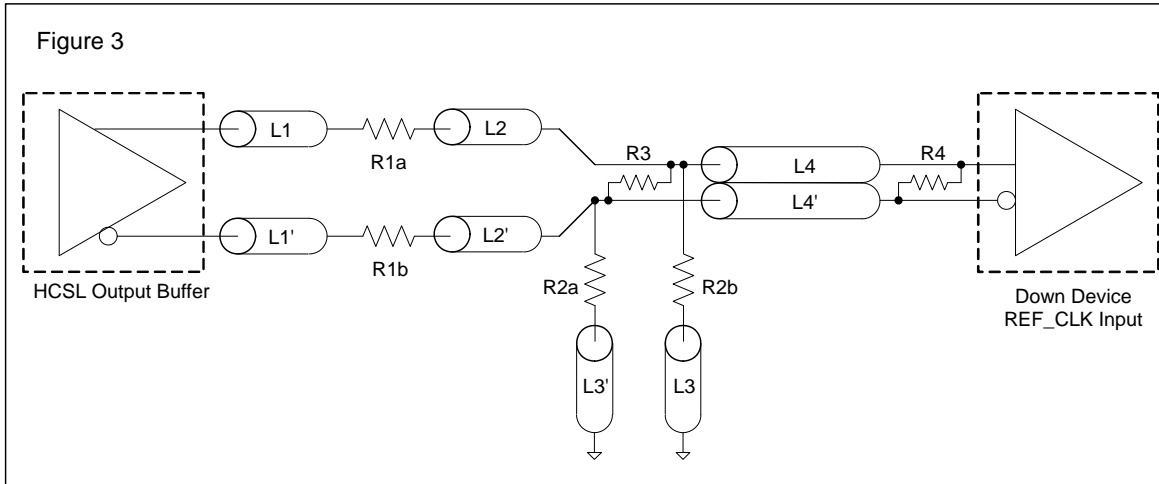 Figure 3
L1
R1a
L2
R3
L4
R4
L4'
L1'
R1b
L2'
HCSL Output Buffer
R2a
R2b
Down Device
REF_CLK Input
L3'
L3